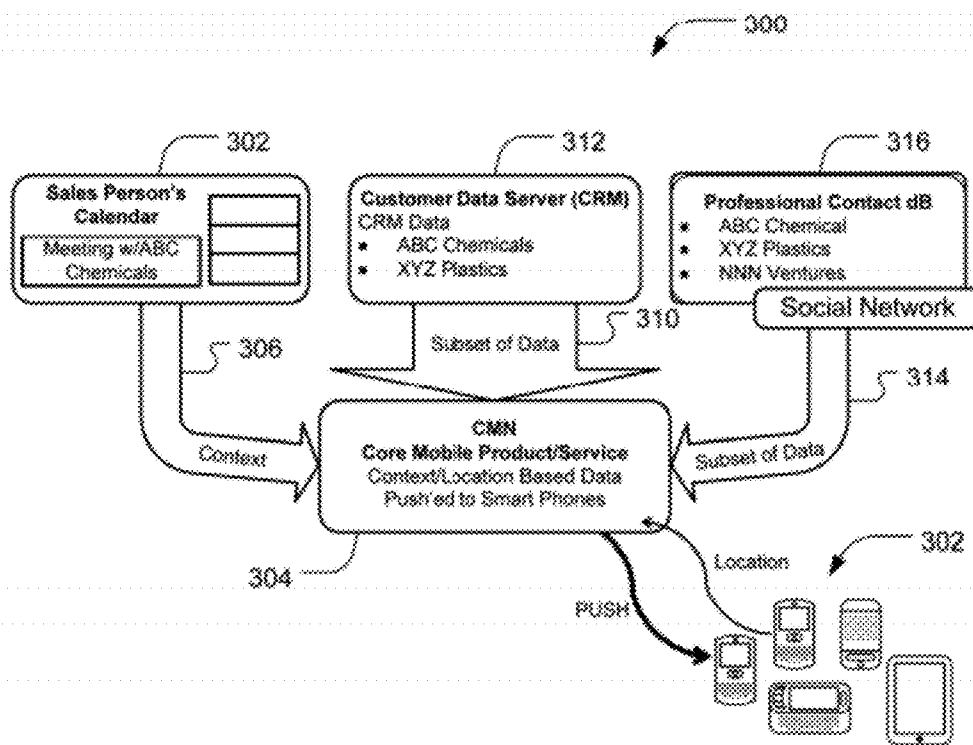 300
302
312
316
Sales Person's
Calendar
Meeting w/ABC
Chemicals
Customer Data Server (CRM)
CRM Data
• ABC Chemicals
• XYZ Plastics
Professional Contact dB
• ABC Chemical
• XYZ Plastics
• NNN Ventures
Social Network
306
Subset of Data
310
314
Context
CMN
Core Mobile Product/Service
Context/Location Based Data
Push'ed to Smart Phones
Subset of Data
304
Location
302
PUSH